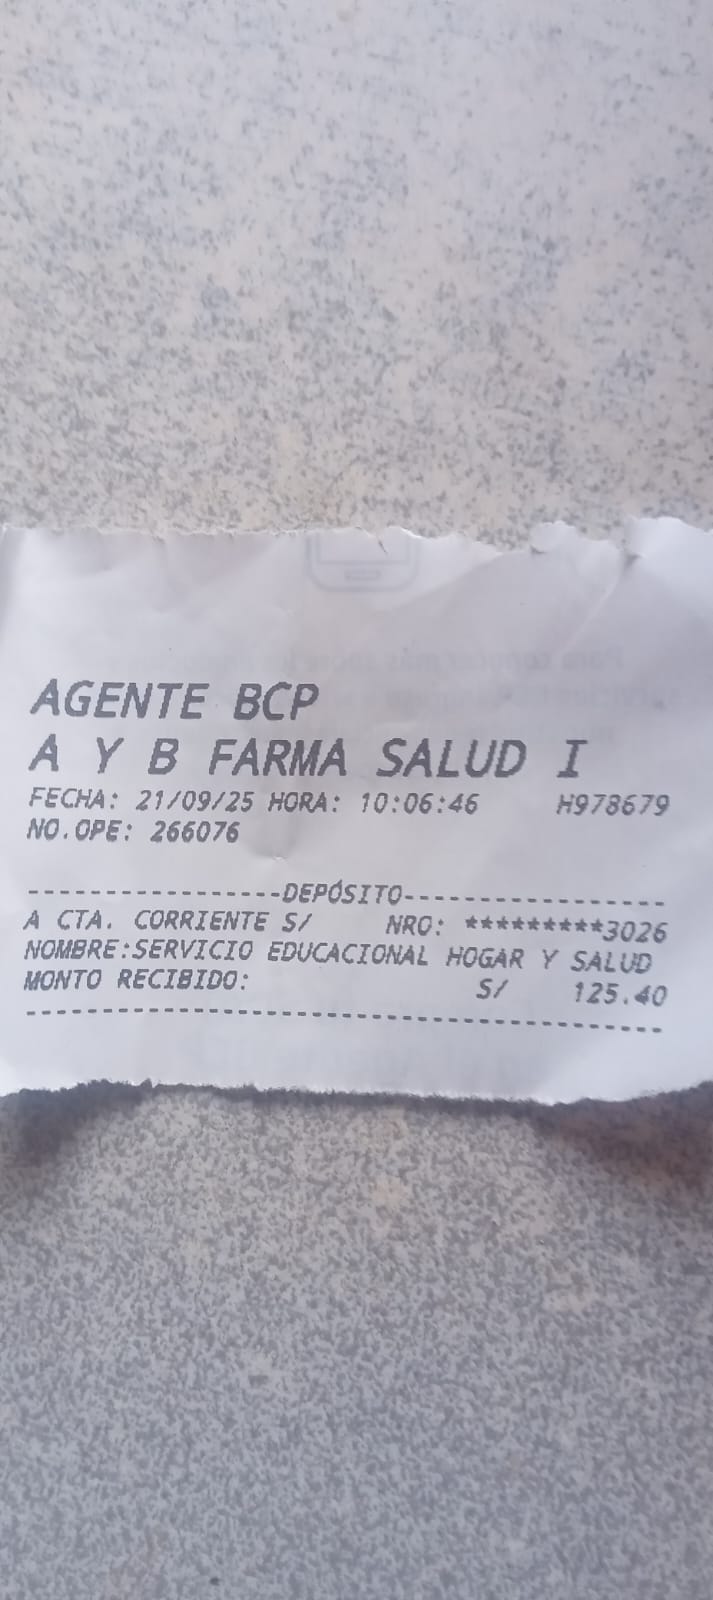 AGENTE BCP
A Y B FARMA SALUD I
FECHA: 21/09/25 HORA: 10:06:46 H978679
NO.OPE: 266076
------------------DEPÓSITO------------------
A CTA. CORRIENTE S/ NRO: *********3026
NOMBRE:SERVICIO EDUCACIONAL HOGAR Y SALUD
MONTO RECIBIDO: S/ 125.40